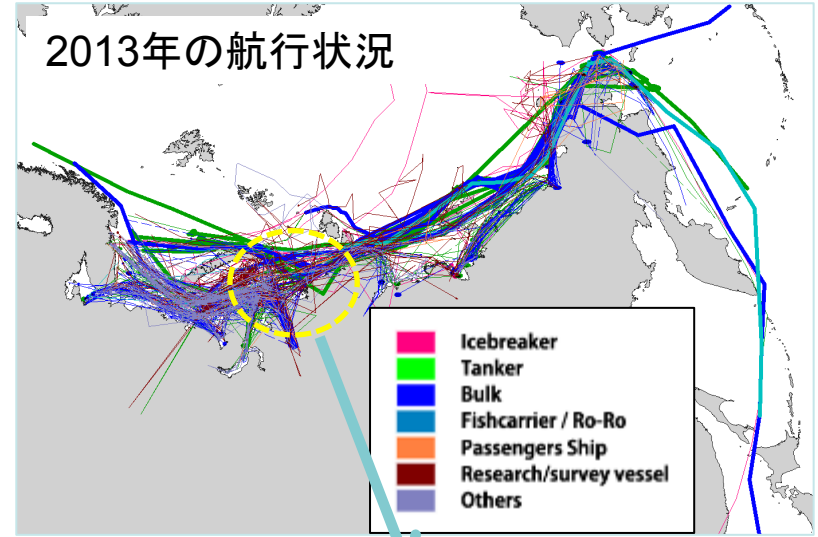 2013年の航行状況
Icebreaker
Tanker
Bulk
Fishcarrier / Ro-Ro
Passengers Ship
Research/survey vessel
Others